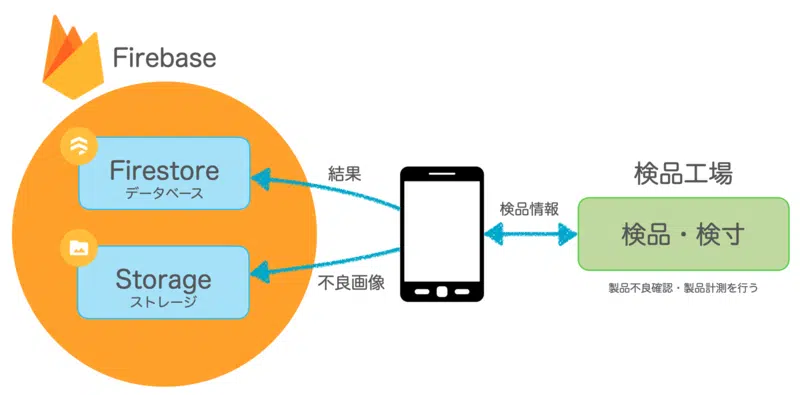 Firebase
Firestore
データベース
Storage
ストレージ
結果
不良画像
検品情報
検品工場
検品・検寸
製品不良確認・製品計測を行う